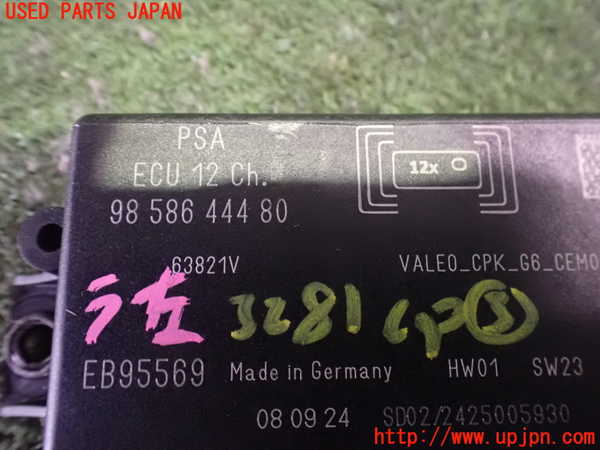 USED PARTS JAPAN
PSA
ECU 12 Ch.
12x
98 586 444 80
63821V
VALEO_CPK_G6_CEM0
ラ左 3281
EB95569 Made in Germany HW01 SW23
08 09 24 SD02/2425005930
http://www.upjpn.com/